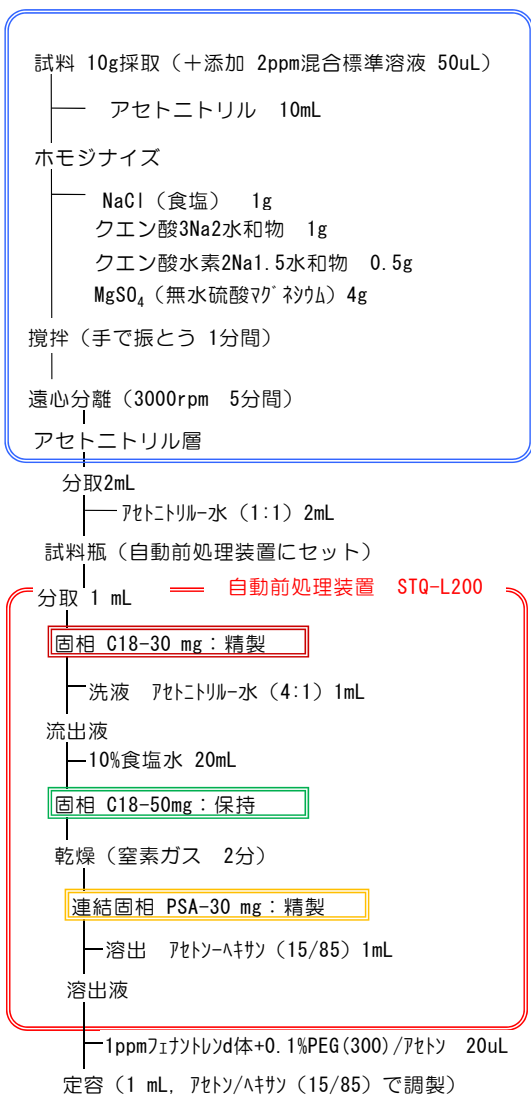 試料 10g採取（＋添加 2ppm混合標準溶液 50uL）
アセトニトリル 10mL
ホモジナイズ
NaCl（食塩） 1g
クエン酸3Na2水和物 1g
クエン酸水素2Na1.5水和物 0.5g
MgSO₄（無水硫酸ﾏｸﾞﾈｼｳﾑ）4g
撹拌（手で振とう 1分間）
遠心分離（3000rpm 5分間）
アセトニトリル層
分取2mL
ｱｾﾄﾆﾄﾘﾙｰ水（1:1）2mL
試料瓶（自動前処理装置にセット）
自動前処理装置 STQ-L200
分取 1 mL
固相 C18-30 mg：精製
洗液 ｱｾﾄﾆﾄﾘﾙｰ水（4:1）1mL
流出液
10%食塩水 20mL
固相 C18-50mg：保持
乾燥（窒素ガス 2分）
連結固相 PSA-30 mg：精製
溶出 ｱｾﾄﾝｰﾍｷｻﾝ（15/85）1mL
溶出液
1ppmﾌｪﾅﾝﾄﾚﾝd体+0.1%PEG(300)/ｱｾﾄﾝ 20uL
定容（1 mL, ｱｾﾄﾝ/ﾍｷｻﾝ（15/85）で調製）